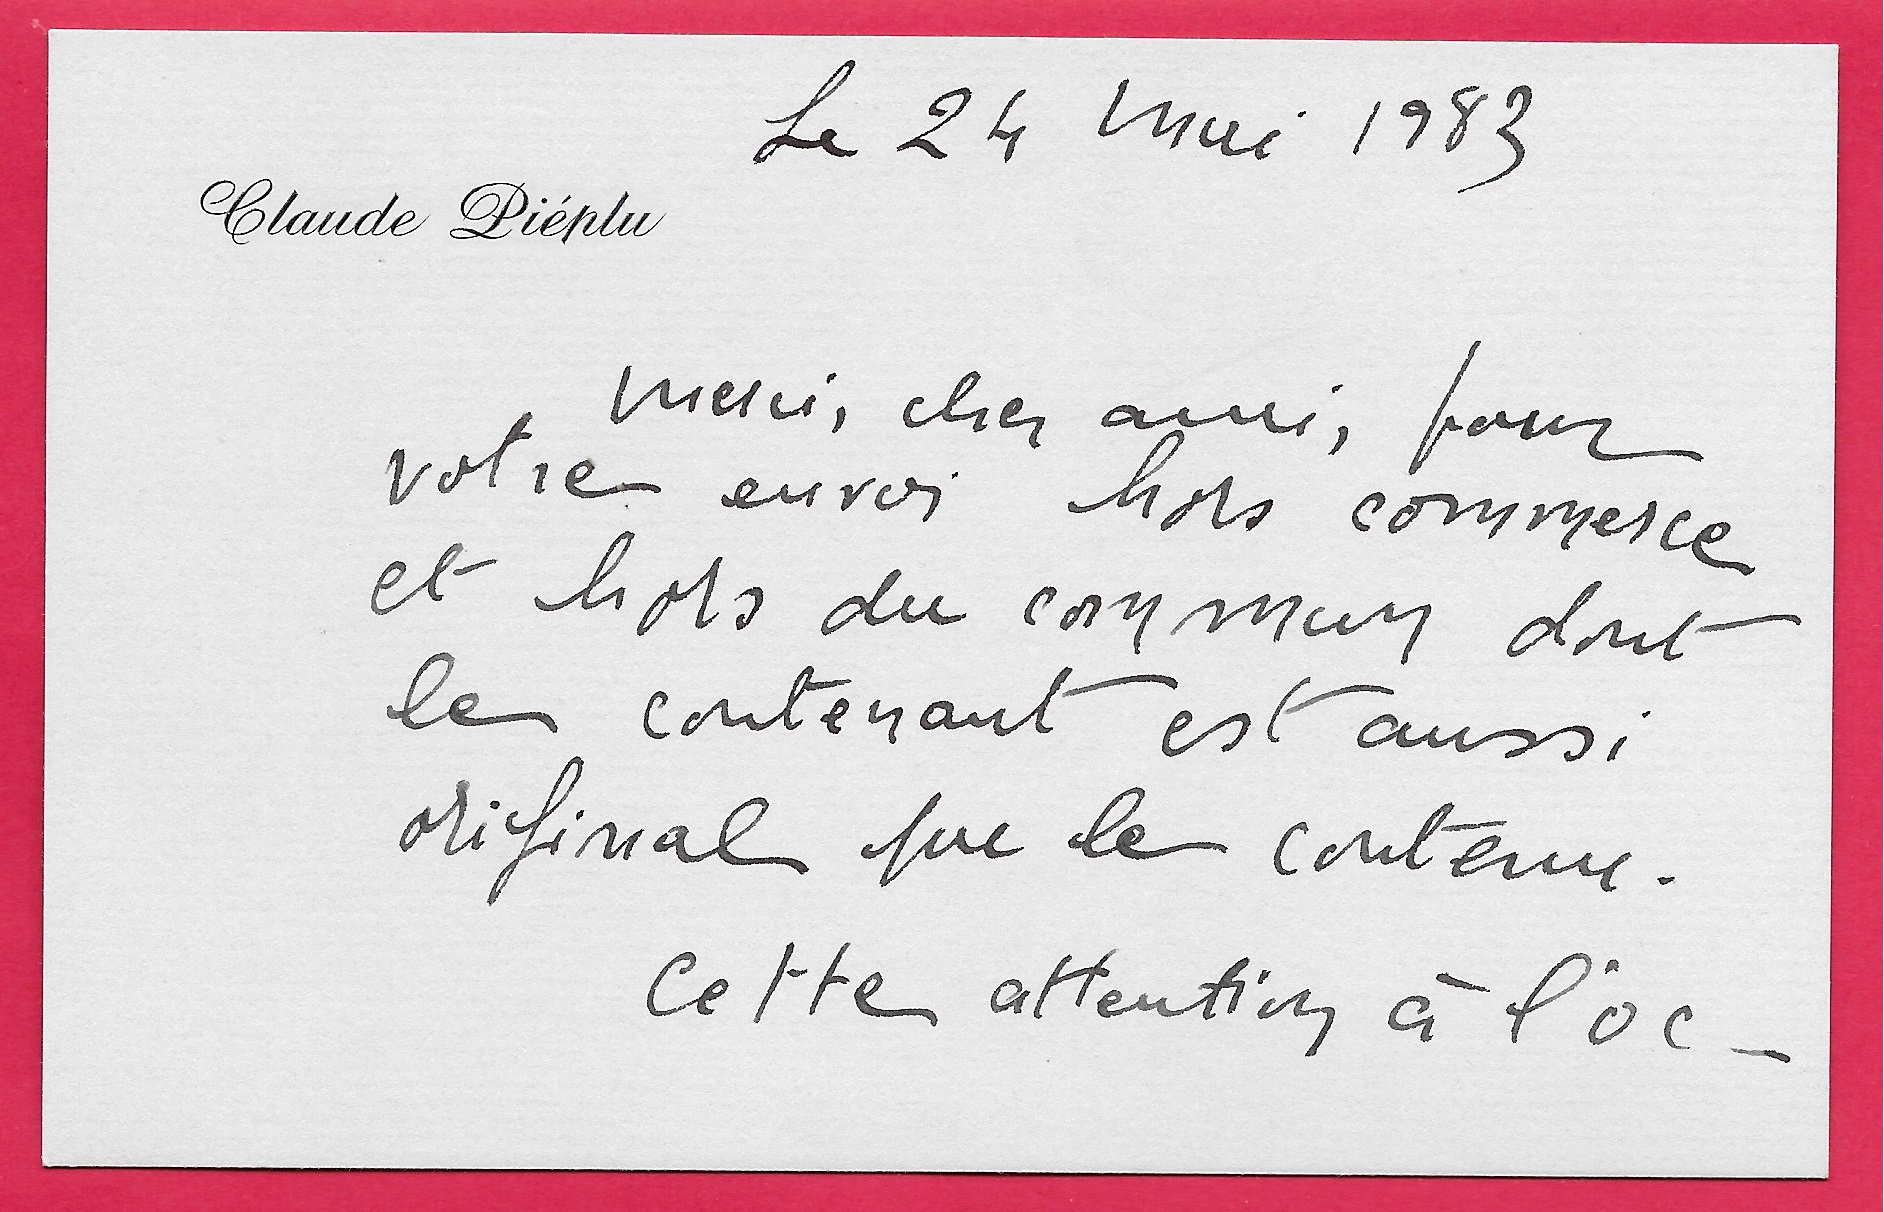 Le 24 mai 1983
Claude Piéplu
merci, cher ami, pour
votre envoi hors commerce
et hors du commun dont
le contenant est aussi
original que le contenu.
Cette attention à l'oc-